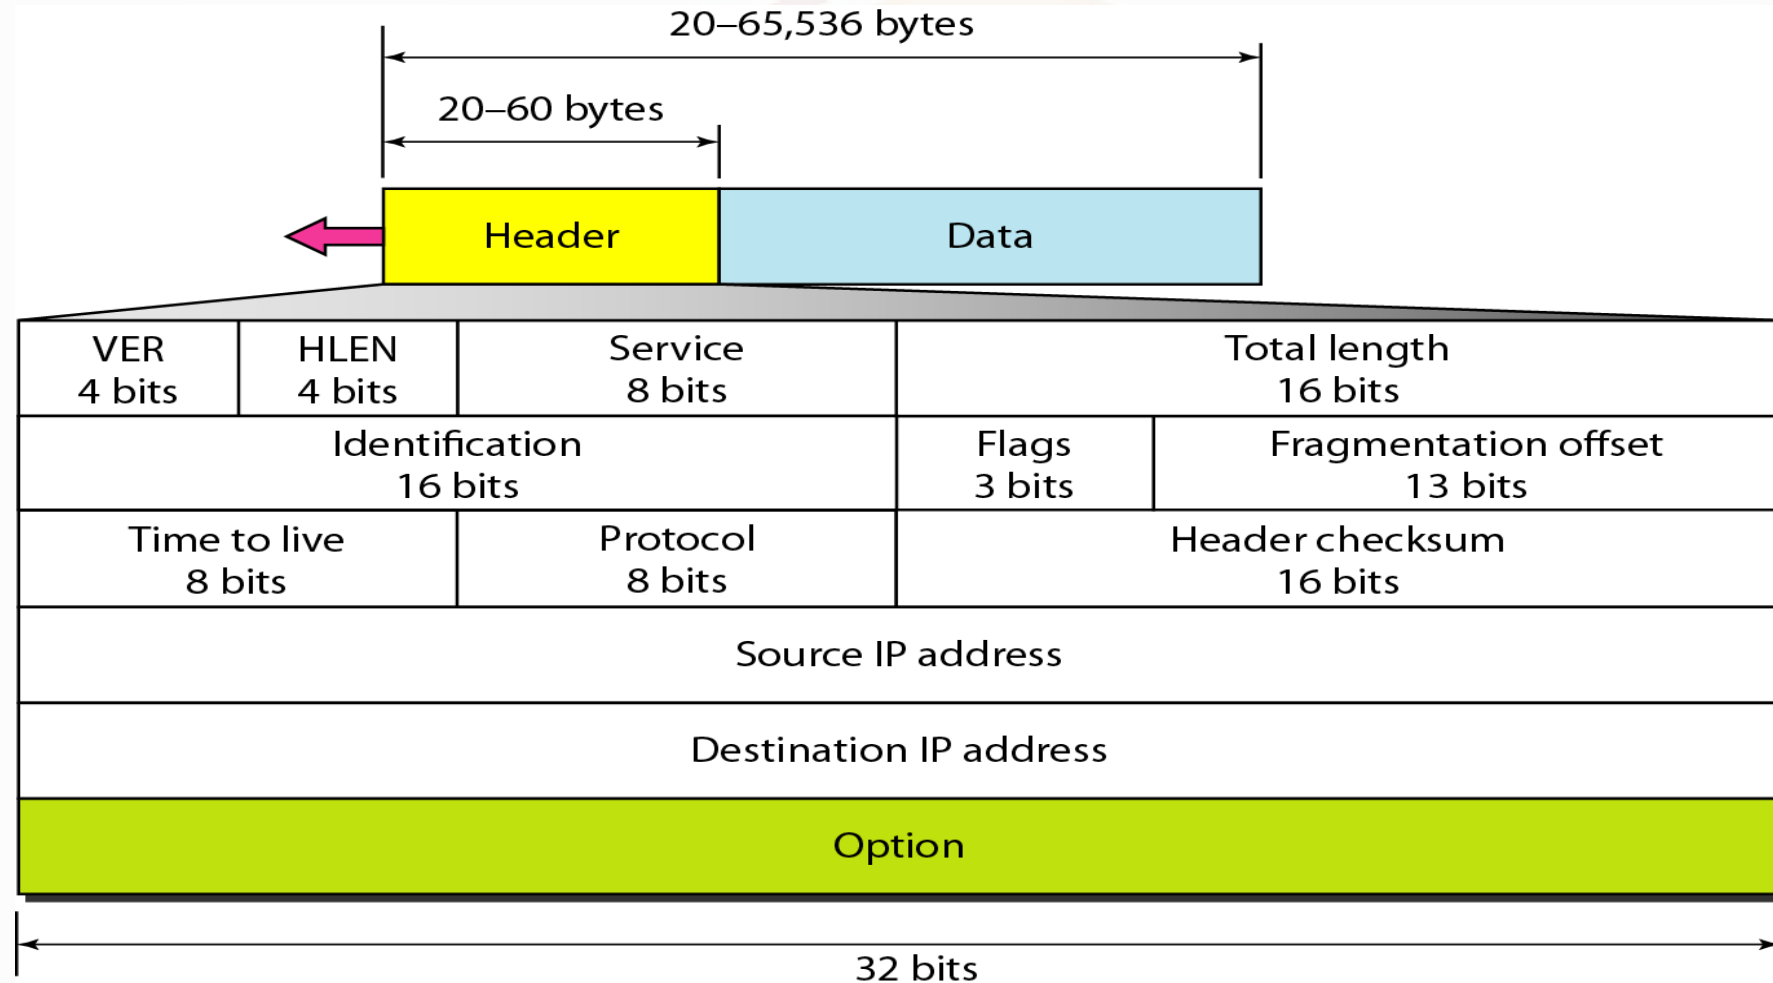 20–65,536 bytes
20–60 bytes
Header
Data
VER
4 bits
HLEN
4 bits
Service
8 bits
Total length
16 bits
Identification
16 bits
Flags
3 bits
Fragmentation offset
13 bits
Time to live
8 bits
Protocol
8 bits
Header checksum
16 bits
Source IP address
Destination IP address
Option
32 bits